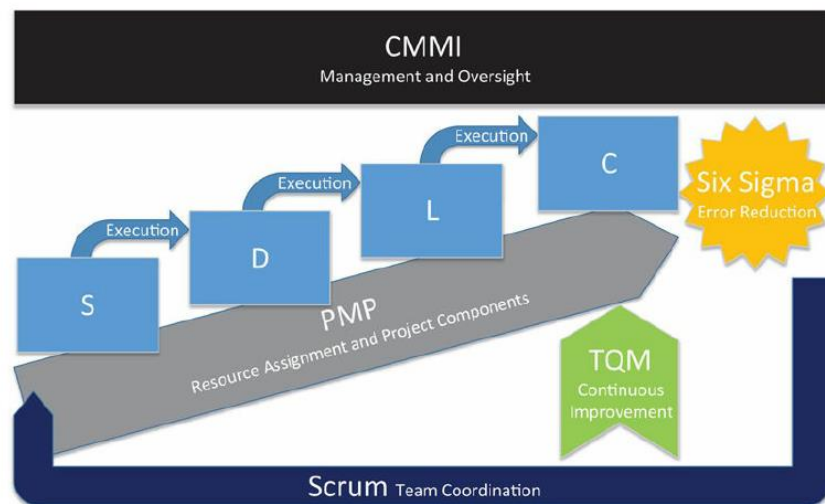 CMMI
Management and Oversight
Execution
C
Six Sigma
Error Reduction
Execution
L
Execution
D
S
PMP
Resource Assignment and Project Components
TQM
Continuous
Improvement
Scrum Team Coordination